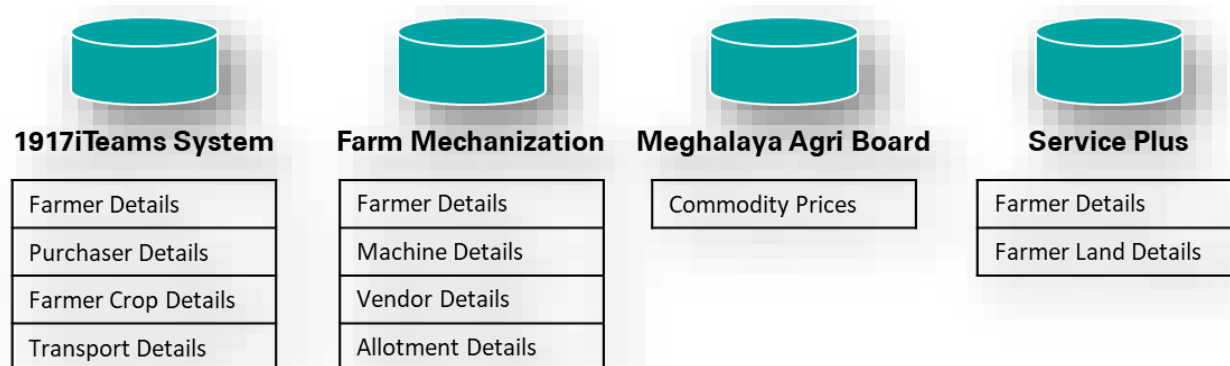 1917iTeams System
Farmer Details
Purchaser Details
Farmer Crop Details
Transport Details
Farm Mechanization
Farmer Details
Machine Details
Vendor Details
Allotment Details
Meghalaya Agri Board
Commodity Prices
Service Plus
Farmer Details
Farmer Land Details